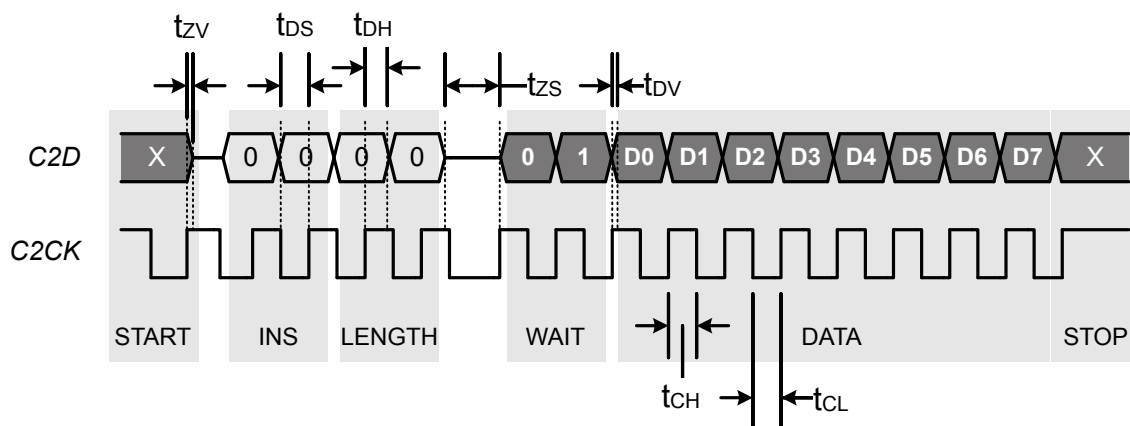 tZV tDS tDH tZS tDV
C2D X 0 0 0 0 0 1 D0 D1 D2 D3 D4 D5 D6 D7 X
C2CK
START INS LENGTH WAIT DATA STOP
tCH tCL